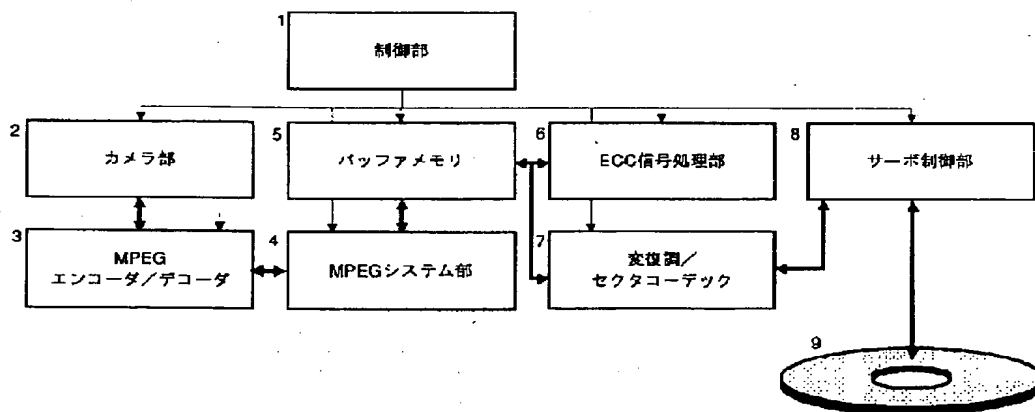 1
制御部
2
カメラ部
5
バッファメモリ
6
ECC信号処理部
8
サーボ制御部
3
MPEG
エンコーダ/デコーダ
4
MPEGシステム部
7
変復調/
セクタコーデック
9